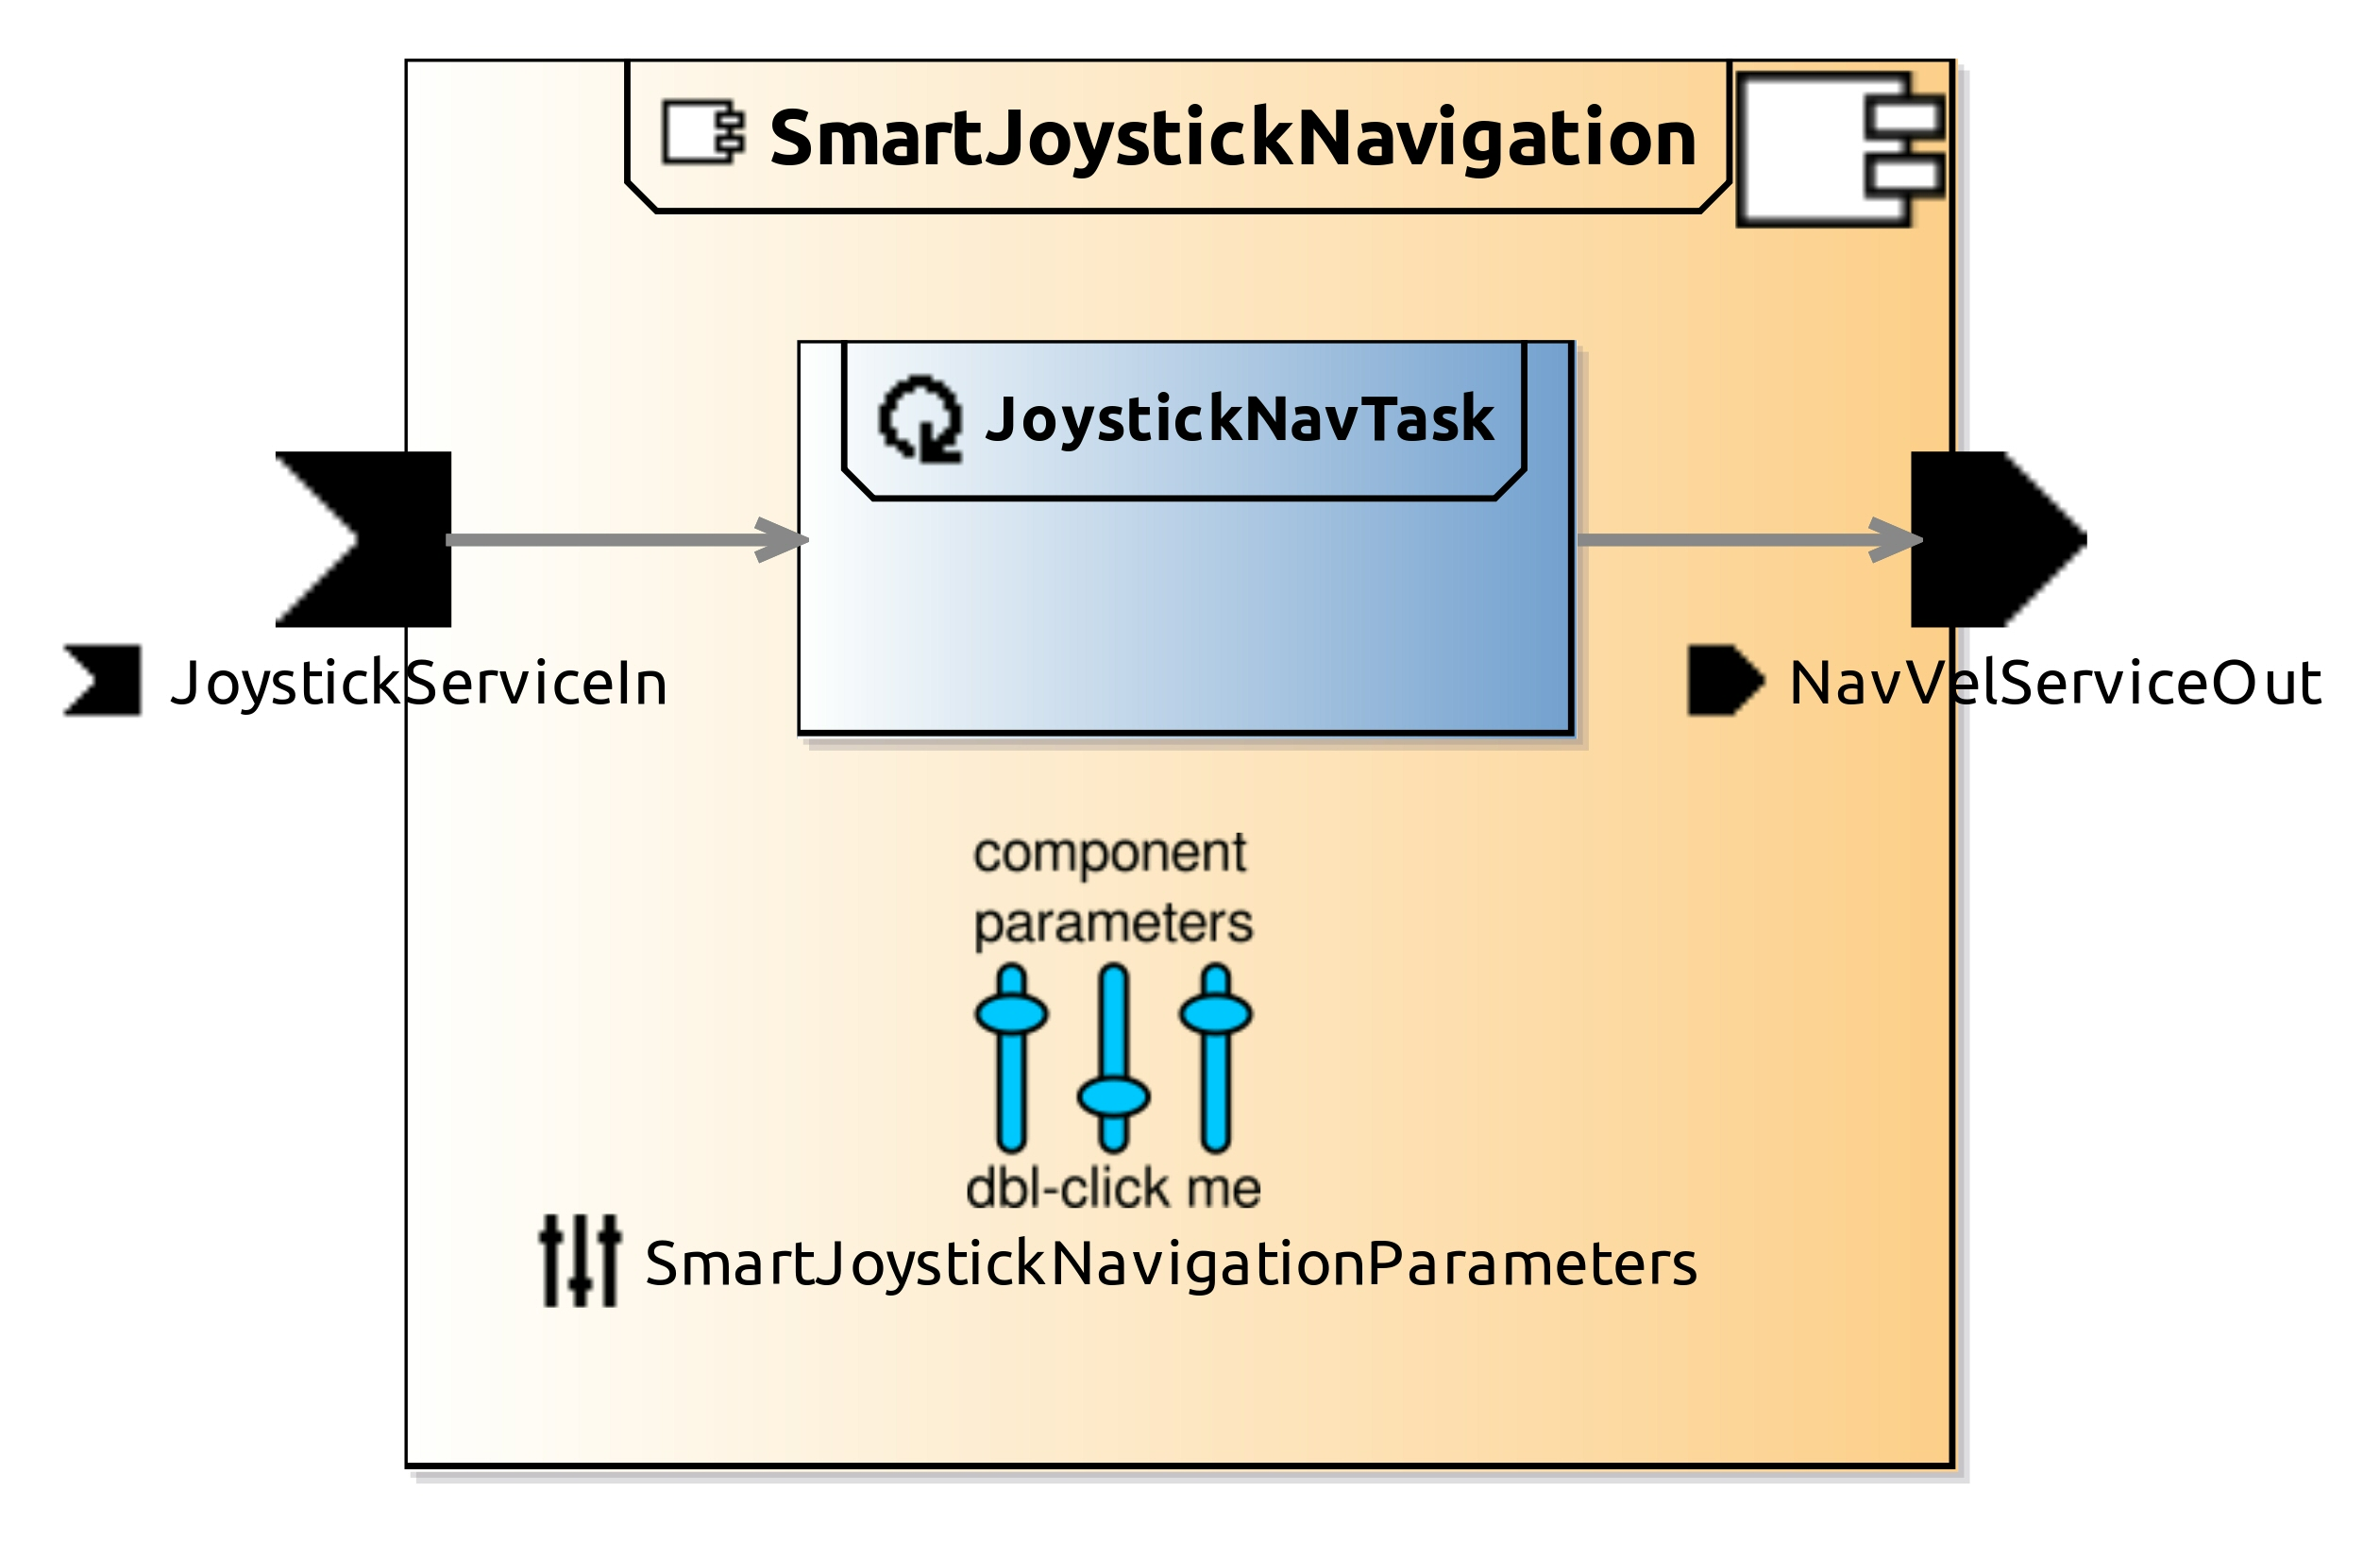 SmartJoystickNavigation
JoystickNavTask
JoystickServiceIn
NavVelServiceOut
component
parameters
dbl-click me
SmartJoystickNavigationParameters